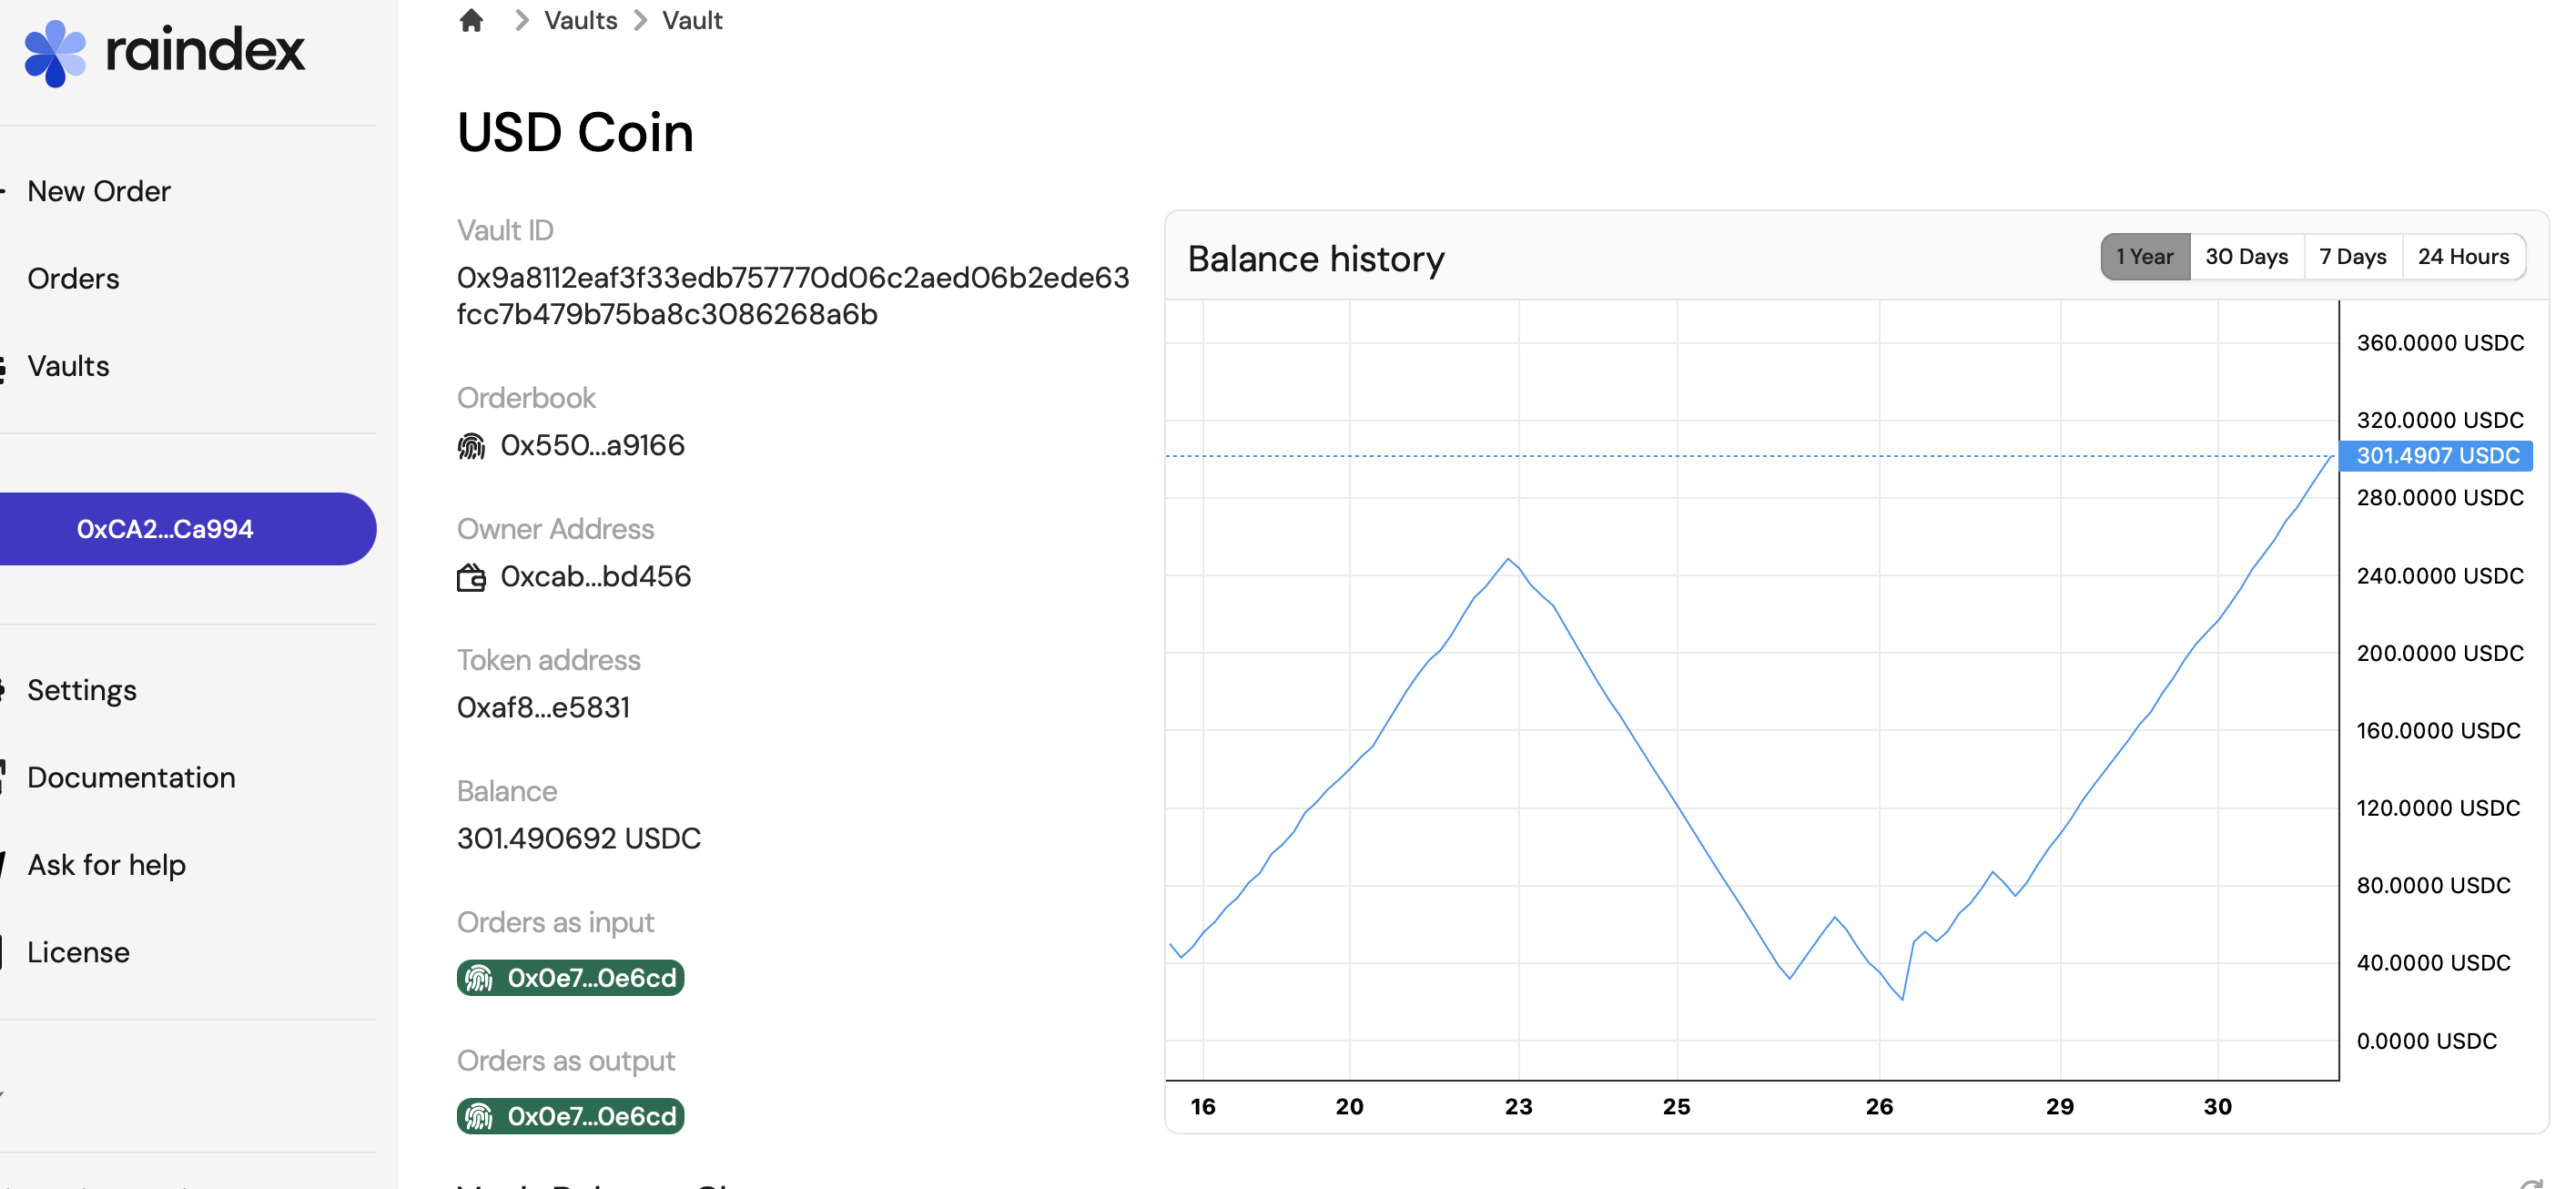 raindex
New Order
Orders
Vaults
0xCA2...Ca994
Settings
Documentation
Ask for help
License
Vaults
Vault
USD Coin
Vault ID
0x9a8112eaf3f33edb757770d06c2aed06b2ede63
fcc7b479b75ba8c3086268a6b
Orderbook
0x550...a9166
Owner Address
0xcab...bd456
Token address
0xaf8...e5831
Balance
301.490692 USDC
Orders as input
0x0e7...0e6cd
Orders as output
0x0e7...0e6cd
Balance history
1 Year 30 Days 7 Days 24 Hours
360.0000 USDC
320.0000 USDC
301.4907 USDC
280.0000 USDC
240.0000 USDC
200.0000 USDC
160.0000 USDC
120.0000 USDC
80.0000 USDC
40.0000 USDC
0.0000 USDC
16 20 23 25 26 29 30